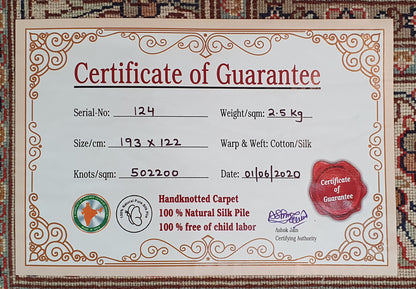 Certificate of Guarantee
Serial-No: 124 Weight/sqm: 2.5 kg
Size/cm: 193 x 122 Warp & Weft: Cotton/Silk
Knots/sqm: 502200 Date: 01/06/2020
Certificate
of
Guarantee
Handknotted Carpet
100 % Natural Silk Pile
100 % free of child labor
Ashok Jain
Certifying Authority